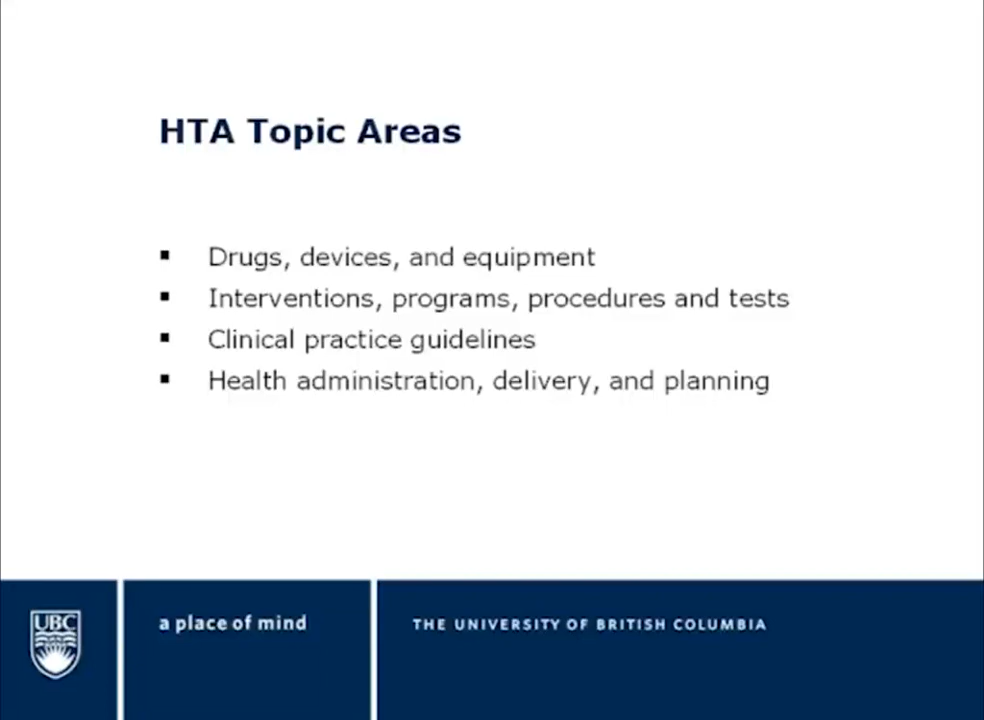 HTA Topic Areas
▪ Drugs, devices, and equipment
▪ Interventions, programs, procedures and tests
▪ Clinical practice guidelines
▪ Health administration, delivery, and planning
UBC
a place of mind
THE UNIVERSITY OF BRITISH COLUMBIA